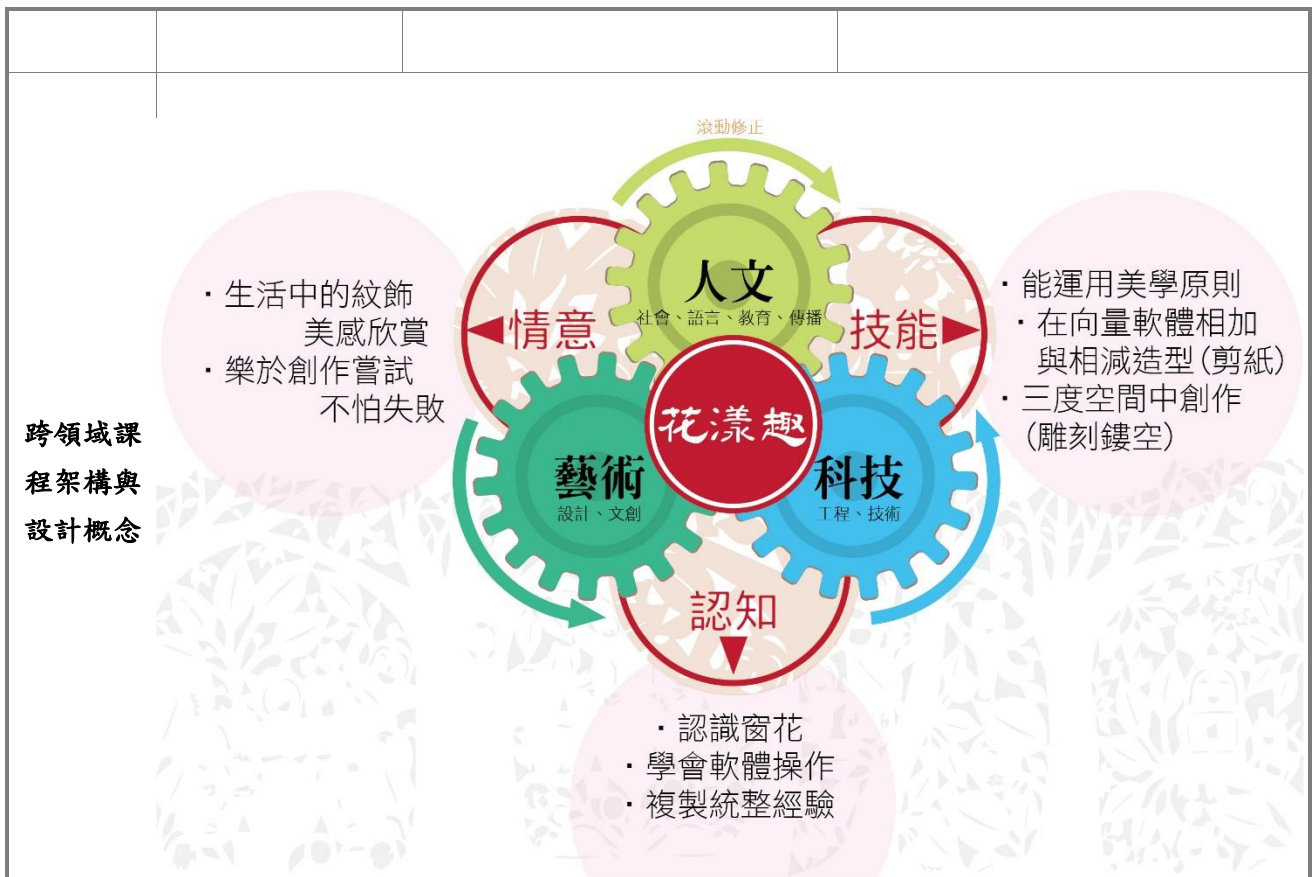 跨領域課
程架構與
設計概念
滾動修正
人文
社會、語言、教育、傳播
情意
技能
花漾趣
藝術
設計、文創
科技
工程、技術
認知
・生活中的紋飾
美感欣賞
・樂於創作嘗試
不怕失敗
・能運用美學原則
・在向量軟體相加
與相減造型(剪紙)
・三度空間中創作
(雕刻鏤空)
・認識窗花
・學會軟體操作
・複製統整經驗